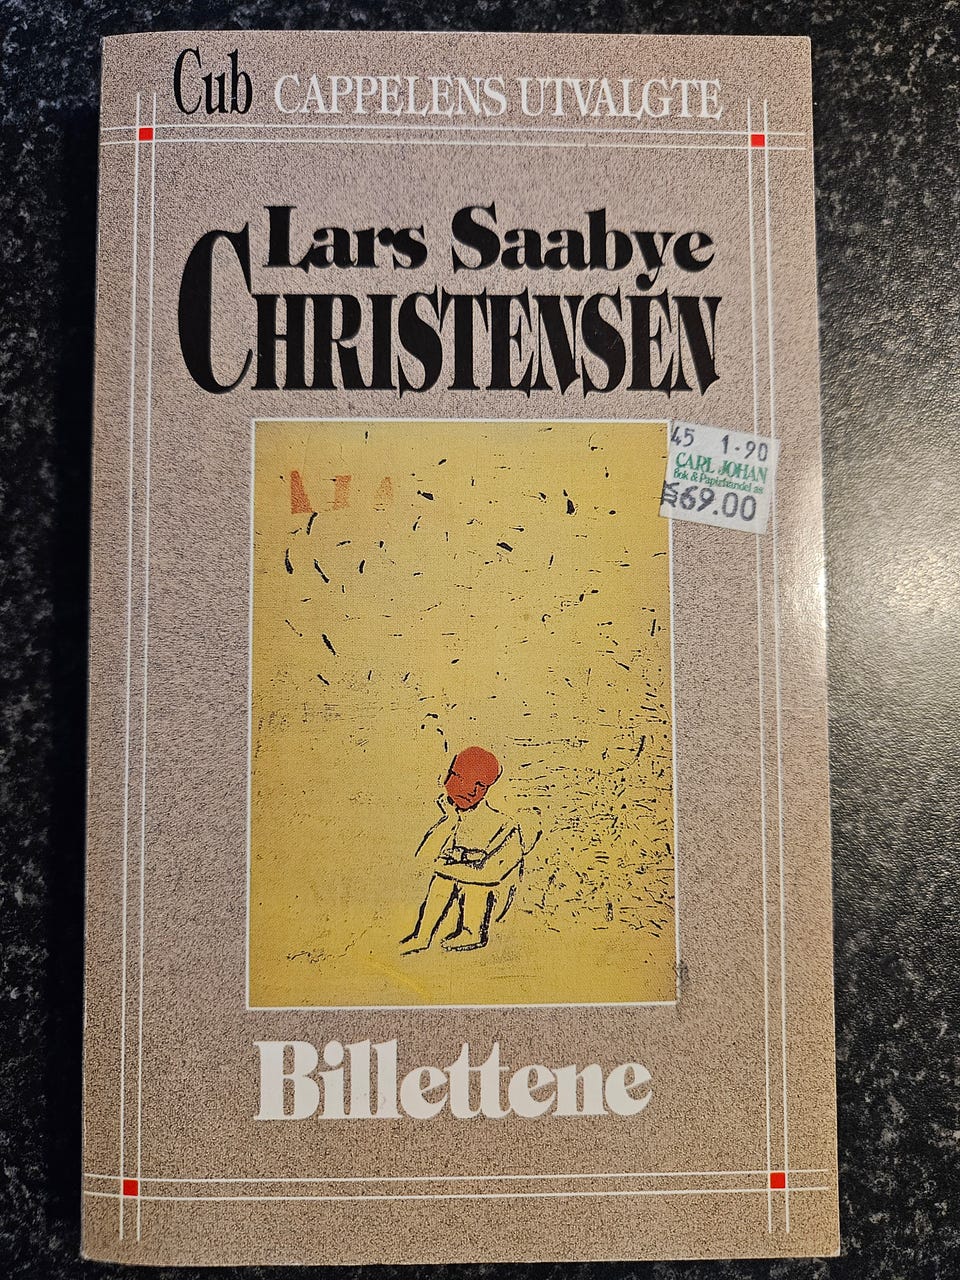 Cub CAPPELENS UTVALGTE
Lars Saabye
CHRISTENSEN
45 1-90
CARL JOHAN
Bok & Papirhandel as
69.00
Billettene